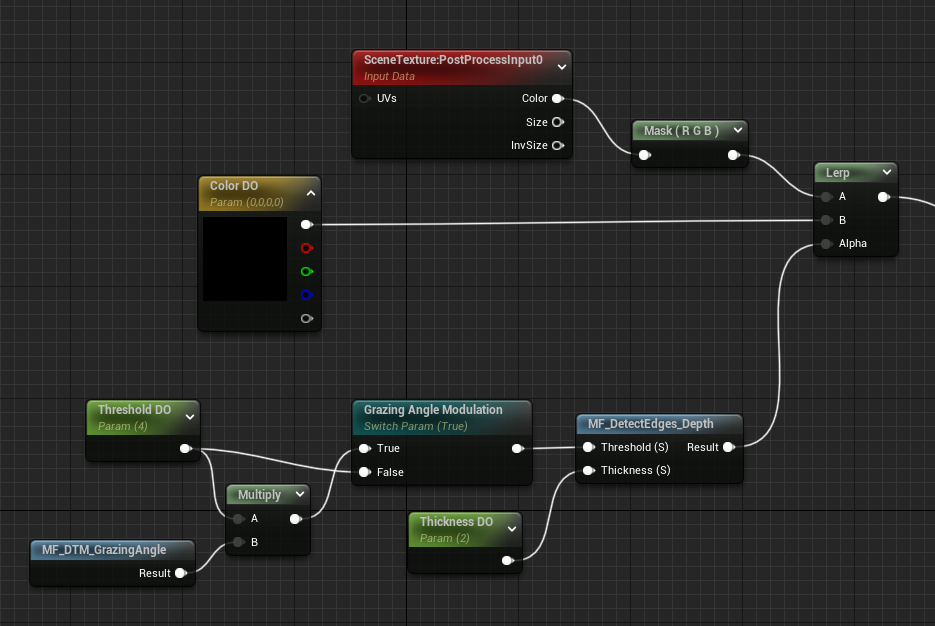 SceneTexture:PostProcessInput0
Input Data
UVs
Color
Size
InvSize
Mask ( R G B )
Lerp
A
B
Alpha
Color DO
Param (0,0,0,0)
Threshold DO
Param (4)
Grazing Angle Modulation
Switch Param (True)
True
False
MF_DetectEdges_Depth
Threshold (S)
Result
Thickness (S)
Multiply
A
B
Thickness DO
Param (2)
MF_DTM_GrazingAngle
Result